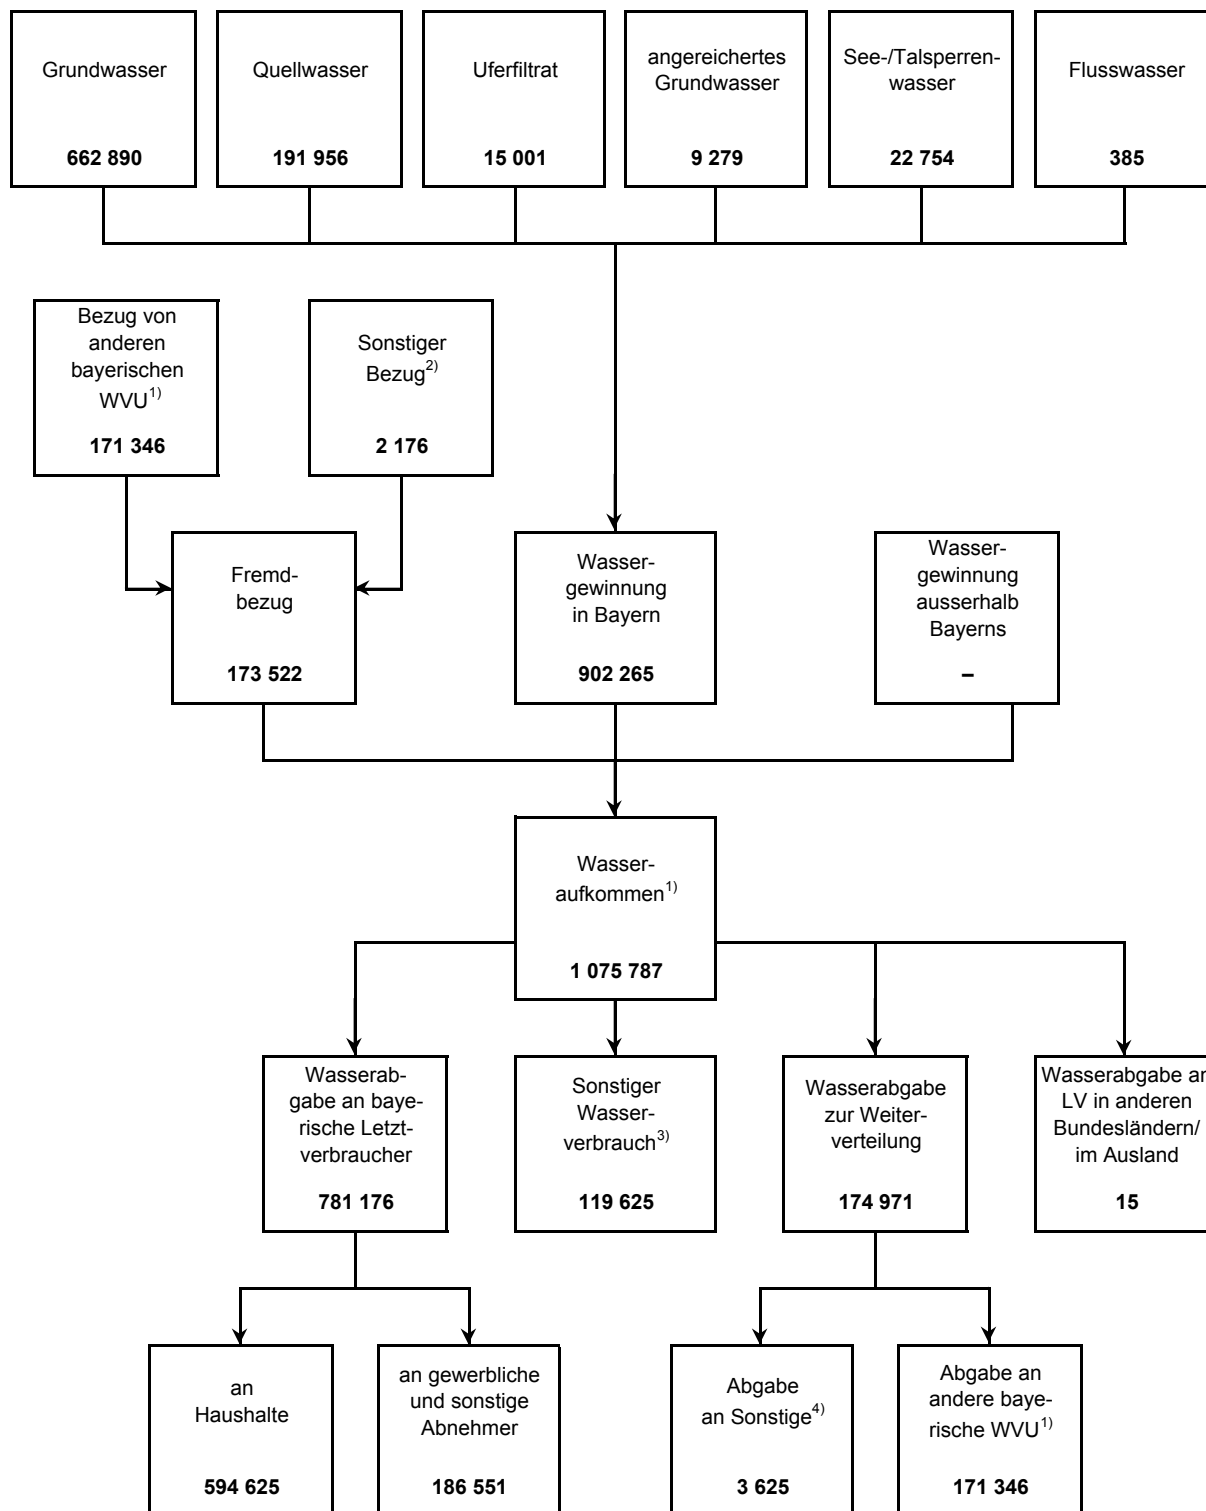 Grundwasser
662 890
Quellwasser
191 956
Uferfiltrat
15 001
angereichertes
Grundwasser
9 279
See-/Talsperren-
wasser
22 754
Flusswasser
385
Bezug von
anderen
bayerischen
WVU1)
171 346
Sonstiger
Bezug2)
2 176
Fremd-
bezug
173 522
Wasser-
gewinnung
in Bayern
902 265
Wasser-
gewinnung
ausserhalb
Bayerns
–
Wasser-
aufkommen1)
1 075 787
Wasserab-
gabe an baye-
rische Letzt-
verbraucher
781 176
Sonstiger
Wasser-
verbrauch3)
119 625
Wasserabgabe
zur Weiter-
verteilung
174 971
Wasserabgabe an
LV in anderen
Bundesländern/
im Ausland
15
an
Haushalte
594 625
an gewerbliche
und sonstige
Abnehmer
186 551
Abgabe
an Sonstige4)
3 625
Abgabe an
andere baye-
rische WVU1)
171 346